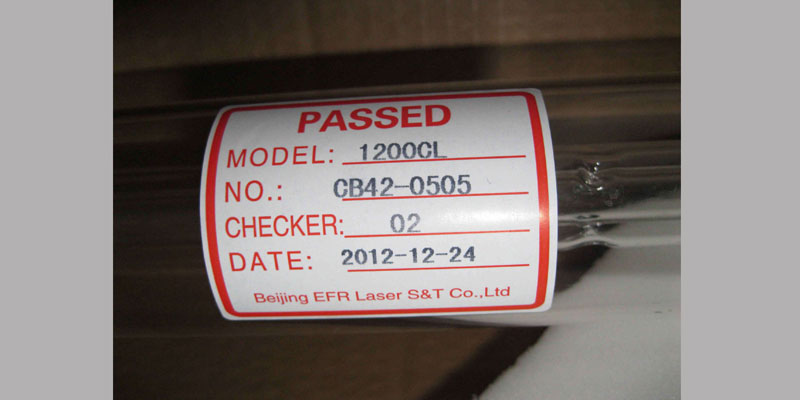 PASSED
MODEL: 1200CL
NO.: CB42-0505
CHECKER: 02
DATE: 2012-12-24
Beijing EFR Laser S&T Co.,Ltd